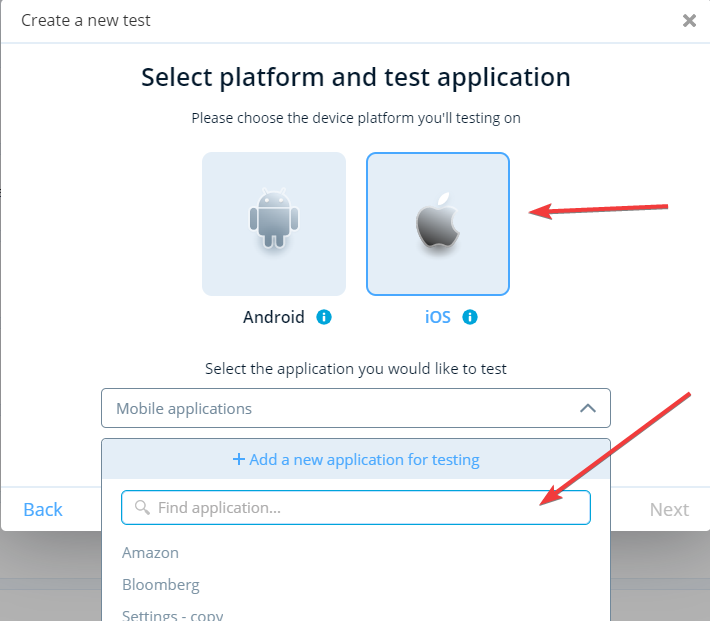 Create a new test
Select platform and test application
Please choose the device platform you'll testing on
Android
iOS
Select the application you would like to test
Mobile applications
+ Add a new application for testing
Find application...
Back
Next
Amazon
Bloomberg
Settings - copy